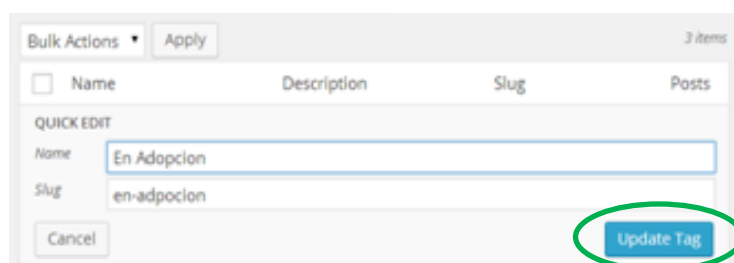 Bulk Actions Apply 3 items
Name Description Slug Posts
QUICK EDIT
Name En Adopcion
Slug en-adpocion
Cancel Update Tag